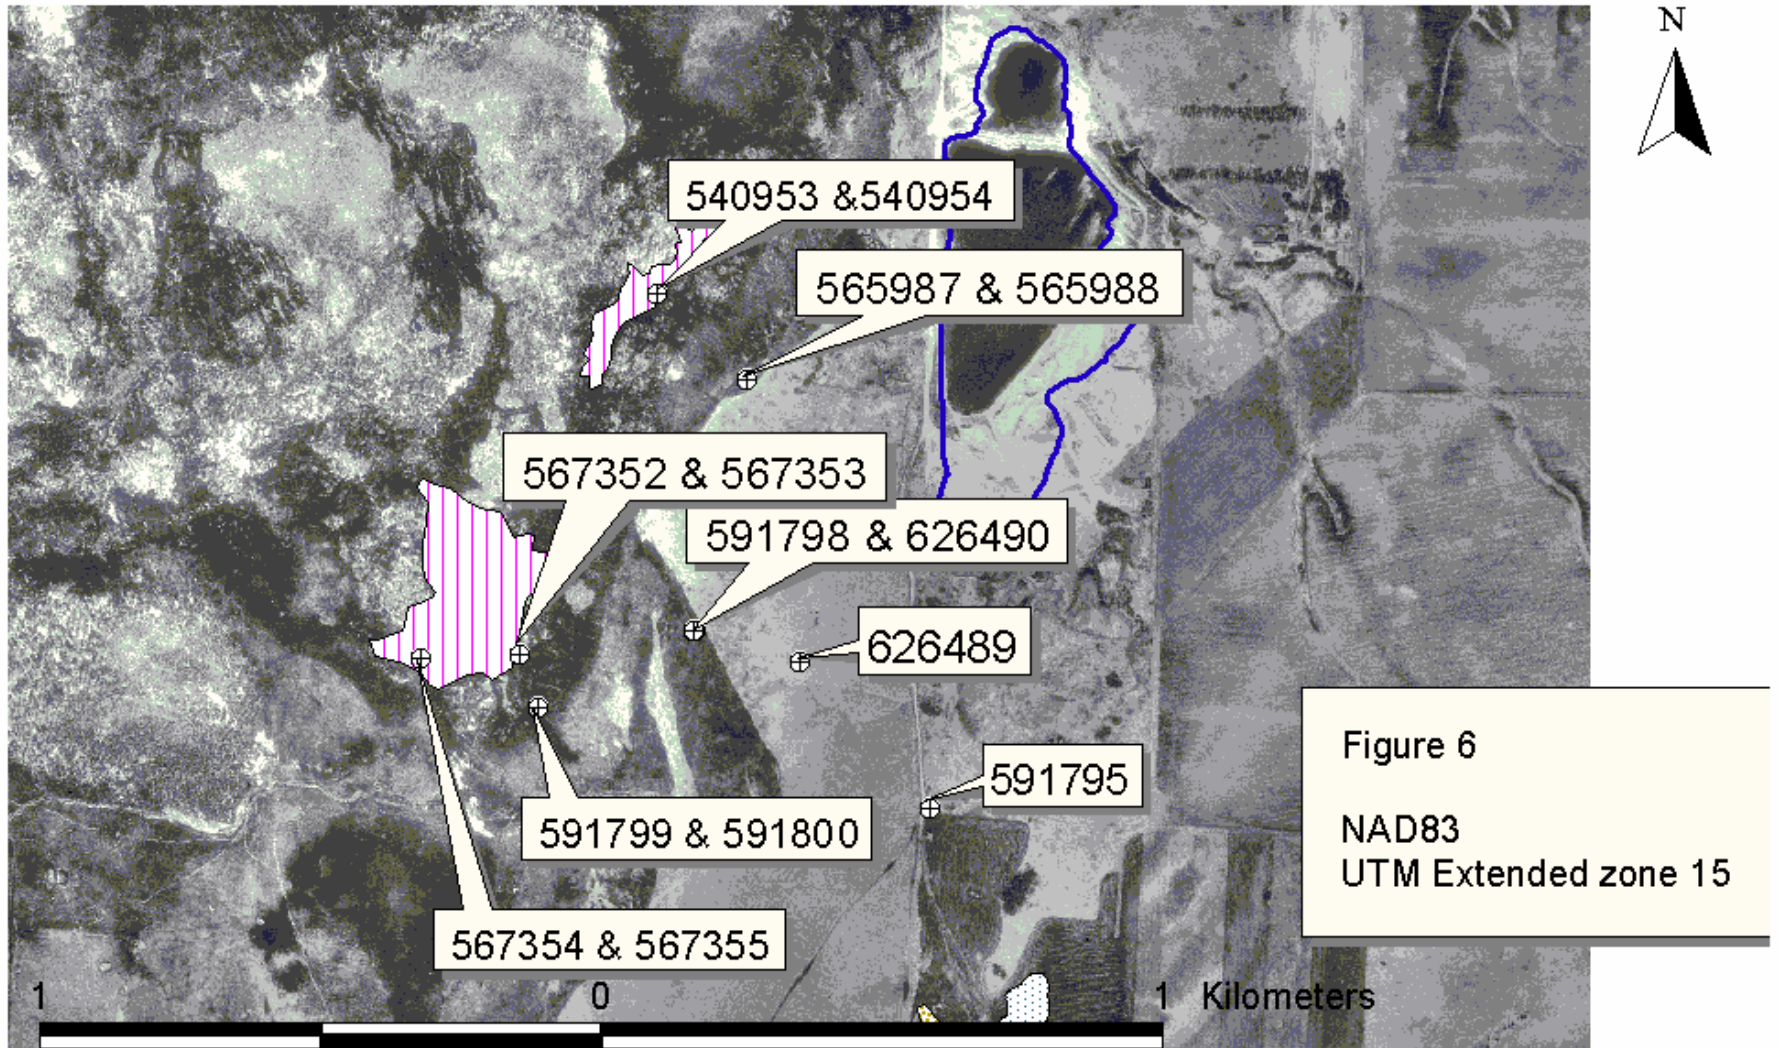 N
540953 &540954
565987 & 565988
567352 & 567353
591798 & 626490
626489
591795
591799 & 591800
567354 & 567355
Figure 6
NAD83
UTM Extended zone 15
1 0 1 Kilometers